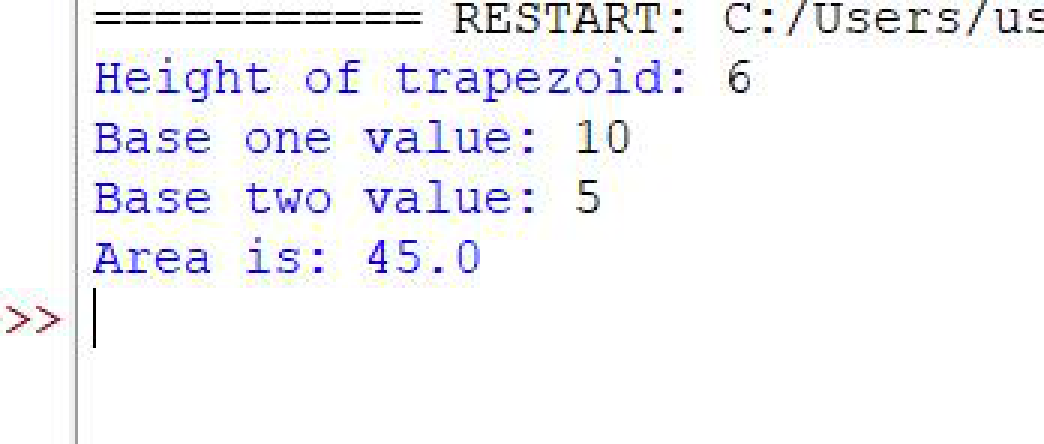 =========== RESTART: C:/Users/us
Height of trapezoid: 6
Base one value: 10
Base two value: 5
Area is: 45.0
>>